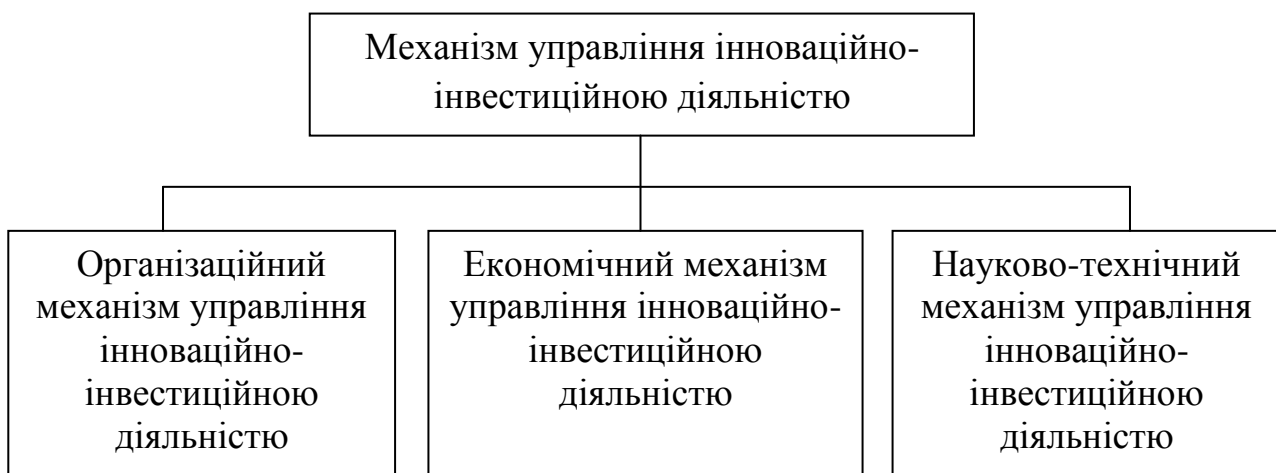 Механізм управління інноваційно-
інвестиційною діяльністю
Організаційний
механізм управління
інноваційно-
інвестиційною
діяльністю
Економічний механізм
управління інноваційно-
інвестиційною
діяльністю
Науково-технічний
механізм управління
інноваційно-
інвестиційною
діяльністю